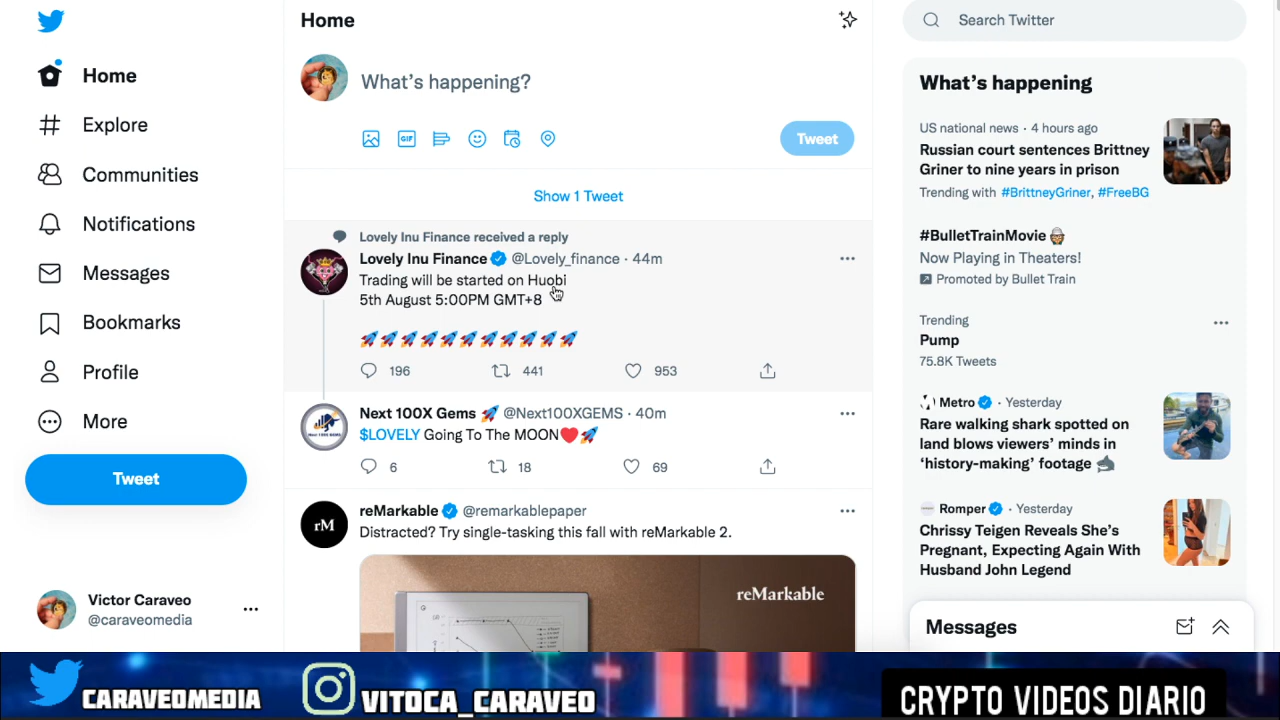 Home
Explore
Communities
Notifications
Messages
Bookmarks
Profile
More
Tweet
Victor Caraveo
@caraveomedia
Home
What's happening?
GIF
Tweet
Show 1 Tweet
Lovely Inu Finance received a reply
Lovely Inu Finance @Lovely_finance · 44m
Trading will be started on Huobi
5th August 5:00PM GMT+8
🚀🚀🚀🚀🚀🚀🚀🚀🚀🚀🚀
196 441 953
Next 100X Gems 🚀 @Next100XGEMS · 40m
$LOVELY Going To The MOON❤️🚀
6 18 69
rM
reMarkable @remarkablepaper
Distracted? Try single-tasking this fall with reMarkable 2.
reMarkable
Search Twitter
What's happening
US national news · 4 hours ago
Russian court sentences Brittney
Griner to nine years in prison
Trending with #BrittneyGriner, #FreeBG
#BulletTrainMovie
Now Playing in Theaters!
Promoted by Bullet Train
Trending
Pump
75.8K Tweets
Metro · Yesterday
Rare walking shark spotted on
land blows viewers' minds in
'history-making' footage 🦈
Romper · Yesterday
Chrissy Teigen Reveals She's
Pregnant, Expecting Again With
Husband John Legend
Messages
CARAVEOMEDIA
VITOCA_CARAVEO
CRYPTO VIDEOS DIARIO